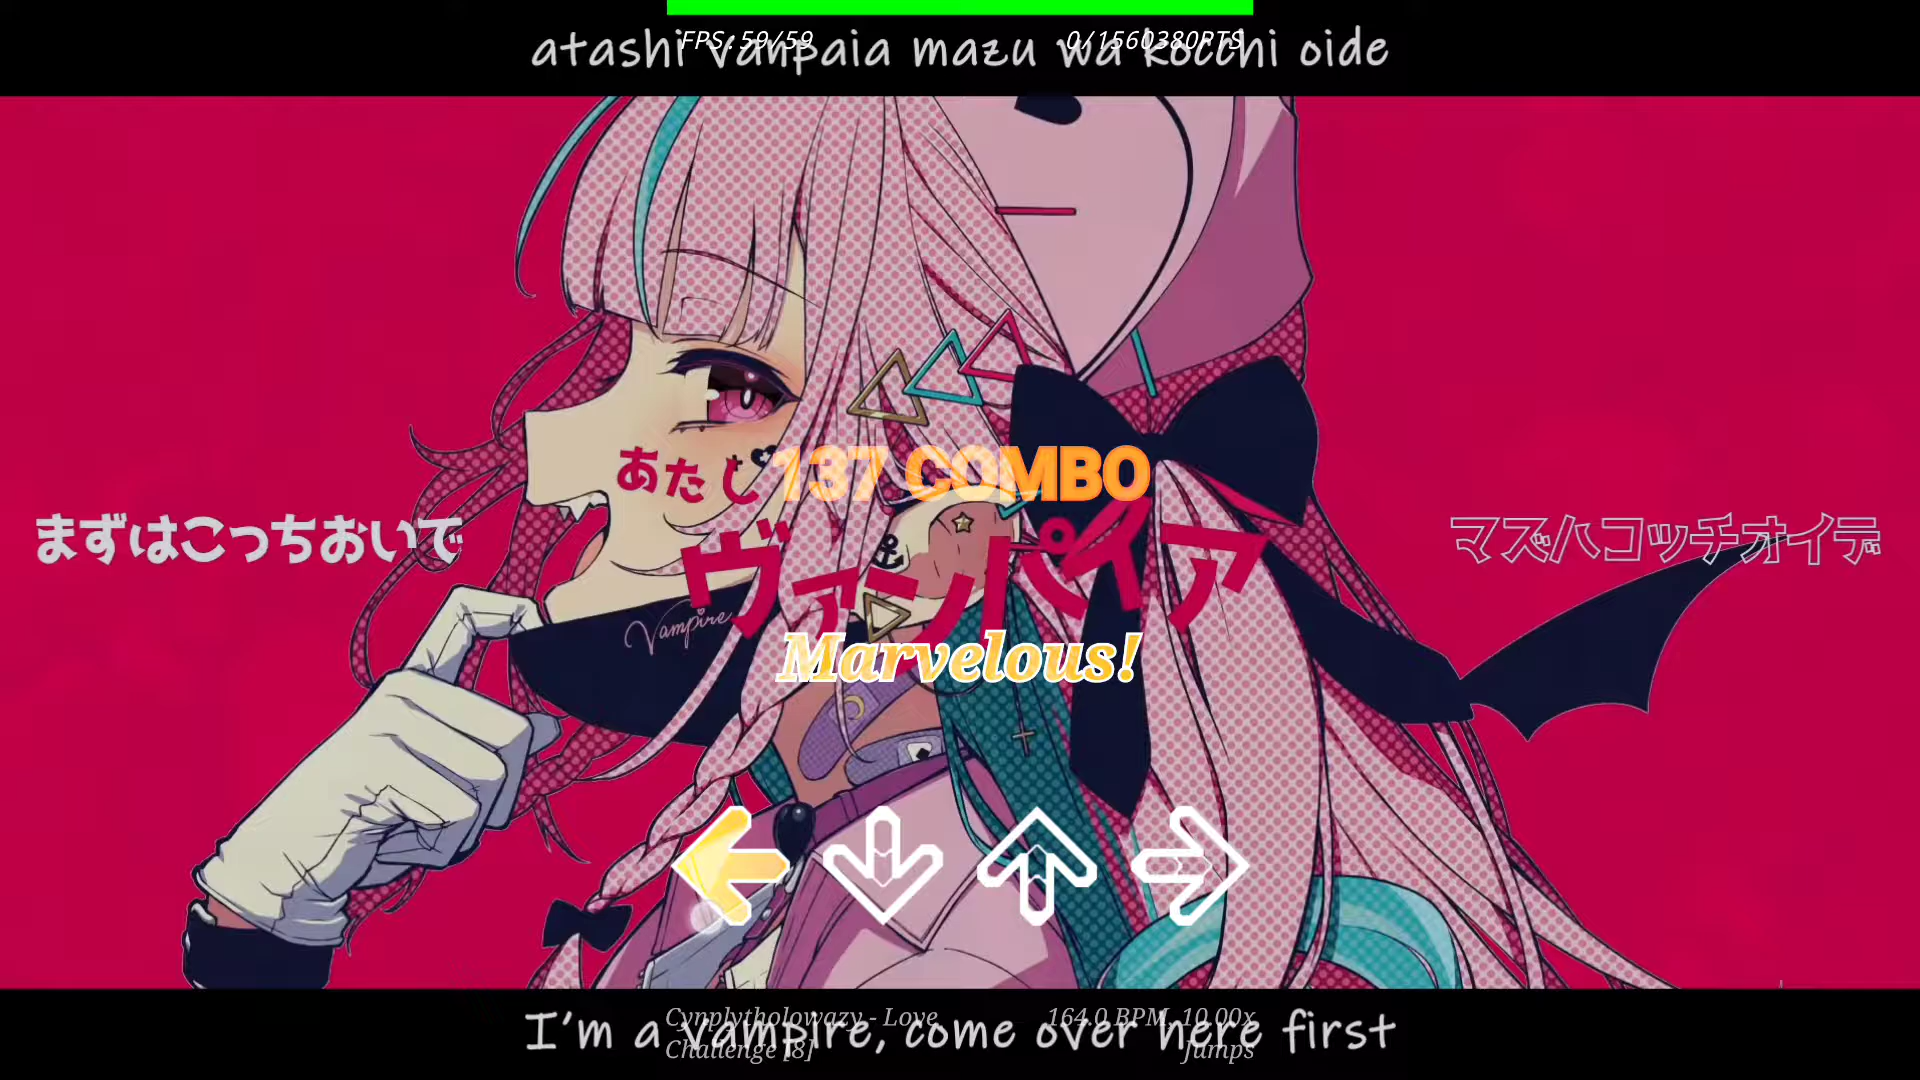 FPS:59/59
0/1560380PTS
atashi vanpaia mazu wa kocchi oide
あたし
137 COMBO
まずはこっちおいで
マズハコッチオイデ
ヴァンパイア
Vampire
Marvelous!
Cynplytholowazy - Love
164.0 BPM, 10.00x
I'm a vampire, come over here first
Challenge [8]
Jumps